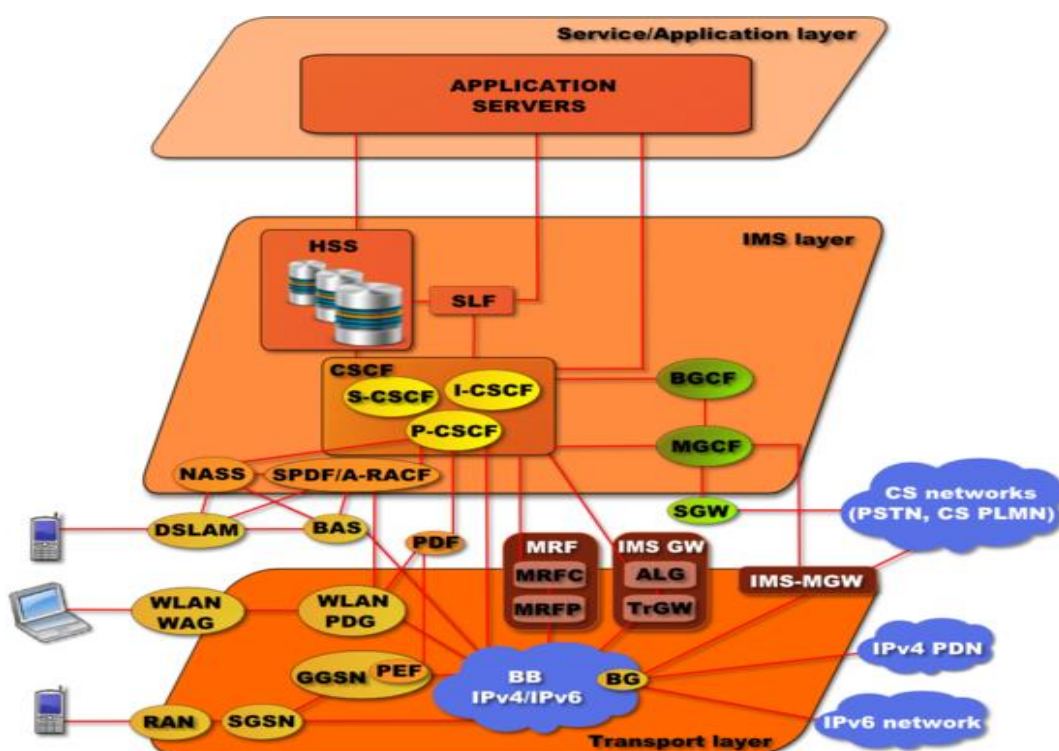 Service/Application layer
APPLICATION
SERVERS
IMS layer
HSS
SLF
CSCF
S-CSCF
I-CSCF
P-CSCF
BGCF
MGCF
NASS
SPDF/A-RACF
SGW
CS networks
(PSTN, CS PLMN)
DSLAM
BAS
PDF
MRF
IMS GW
MRFC
ALG
IMS-MGW
MRFP
TrGW
WLAN
WAG
WLAN
PDG
IPv4 PDN
GGSN
PEF
BB
IPv4/IPv6
BG
IPv6 network
RAN
SGSN
Transport layer